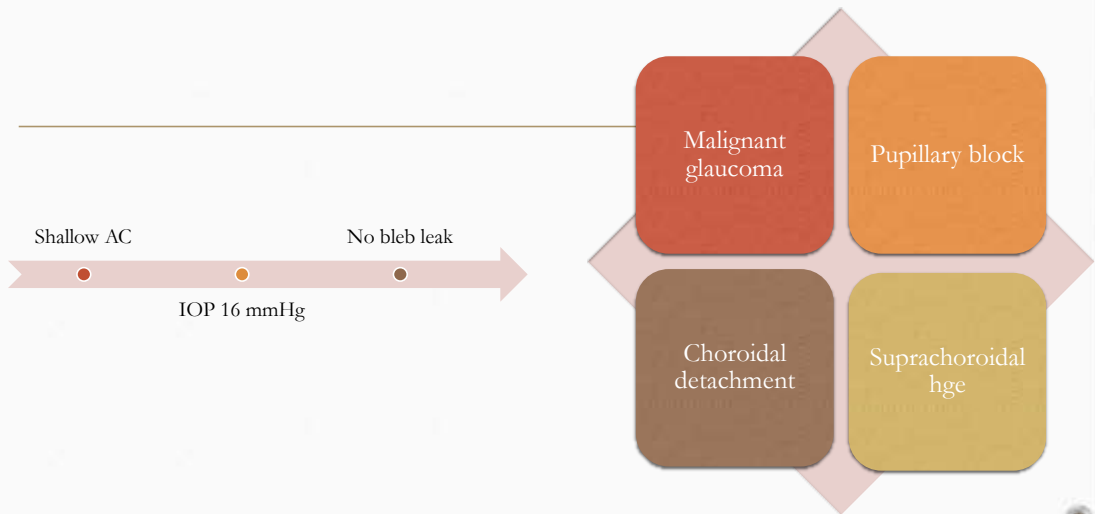 Shallow AC
No bleb leak
IOP 16 mmHg
Malignant
glaucoma
Pupillary block
Choroidal
detachment
Suprachoroidal
hge